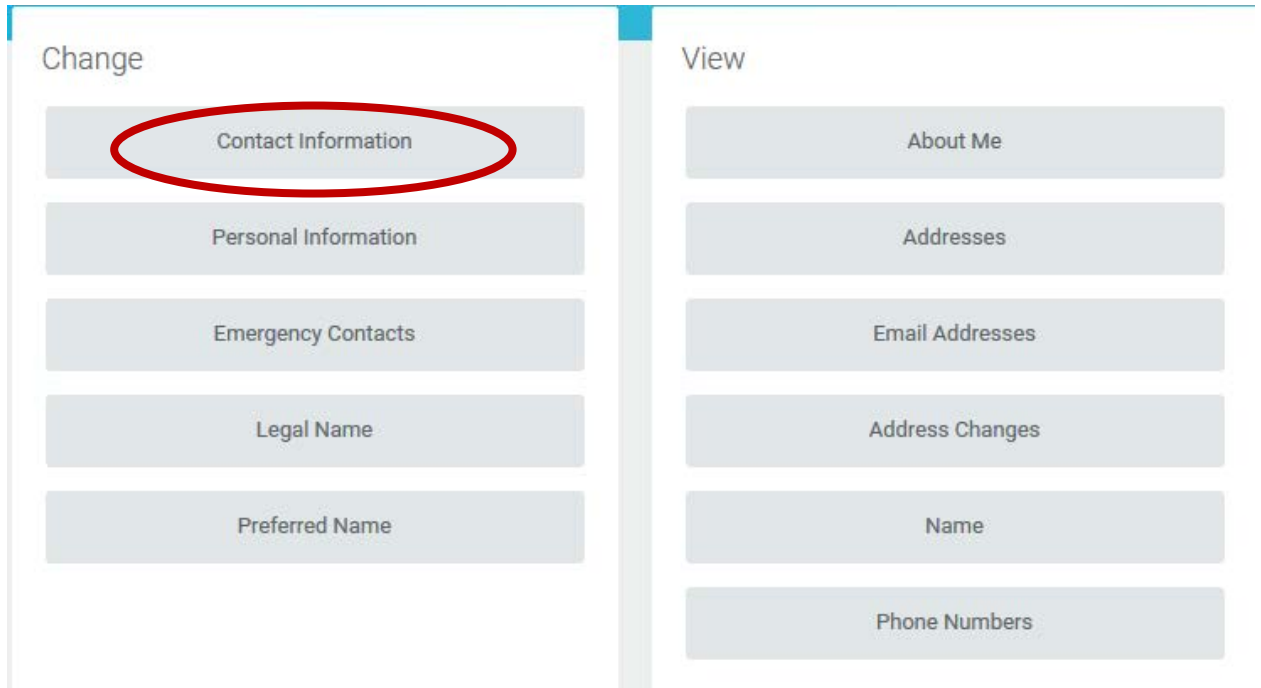 Change
Contact Information
Personal Information
Emergency Contacts
Legal Name
Preferred Name
View
About Me
Addresses
Email Addresses
Address Changes
Name
Phone Numbers